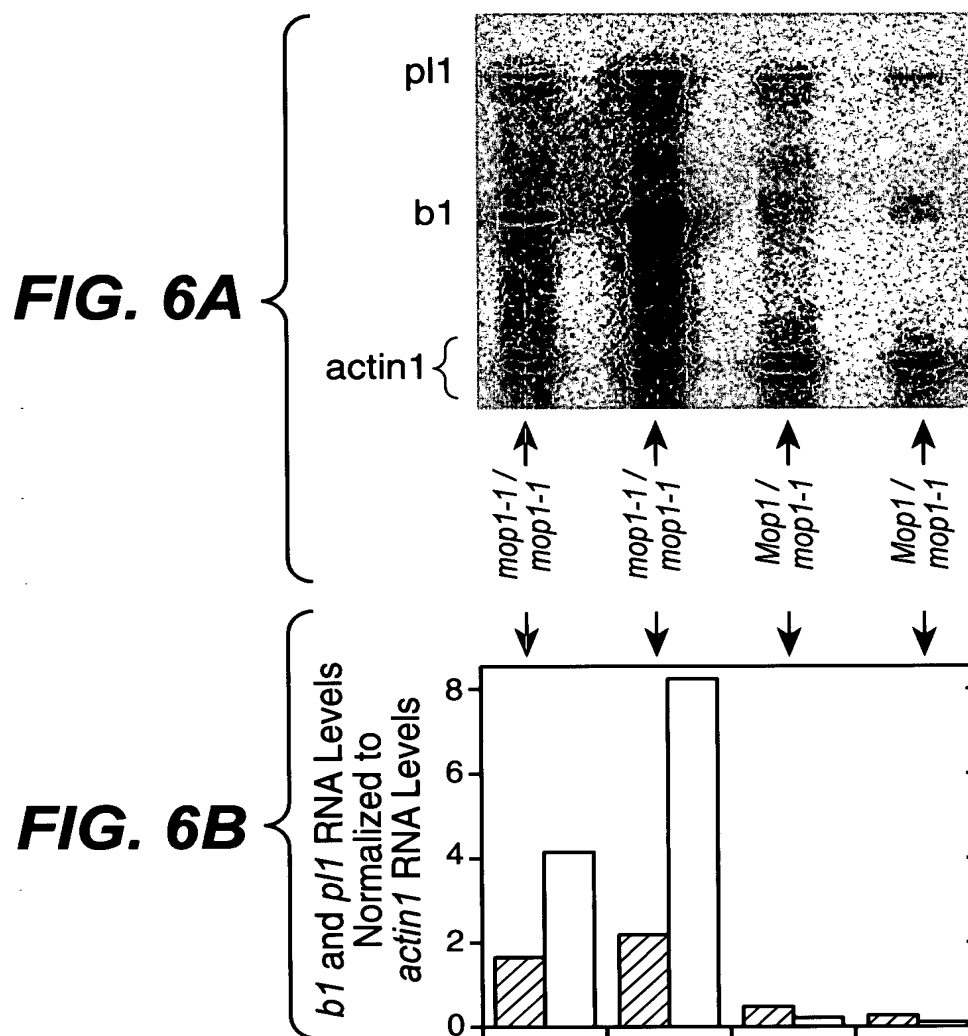 pl1
b1
FIG. 6A
actin1
mop1-1/
mop1-1
mop1-1/
mop1-1
Mop1/
mop1-1
Mop1/
mop1-1
FIG. 6B
b1 and pl1 RNA Levels
Normalized to
actin1 RNA Levels
8
6
4
2
0